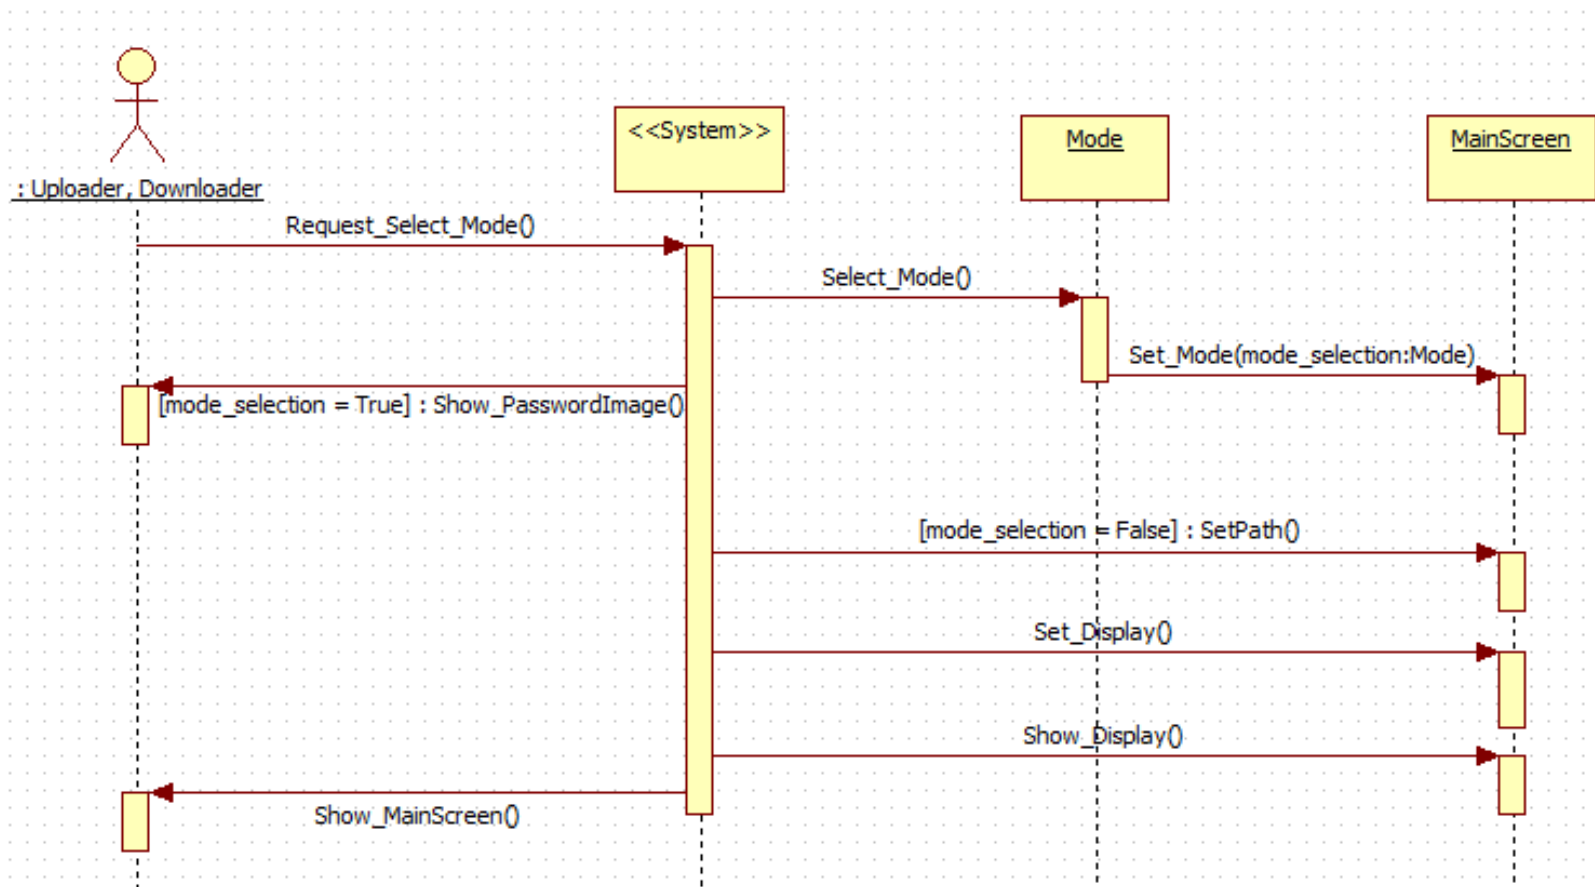 <<System>>
Mode
MainScreen
: Uploader, Downloader
Request_Select_Mode()
Select_Mode()
Set_Mode(mode_selection:Mode)
[mode_selection = True] : Show_PasswordImage()
[mode_selection = False] : SetPath()
Set_Display()
Show_Display()
Show_MainScreen()